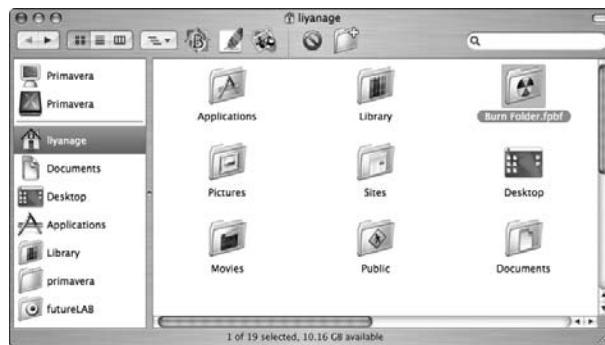 liyanage
Primavera
Primavera
liyanage
Documents
Desktop
Applications
Library
primavera
futureLAB
Applications
Library
Burn Folder.fpbf
Pictures
Sites
Desktop
Movies
Public
Documents
1 of 19 selected, 10.16 GB available